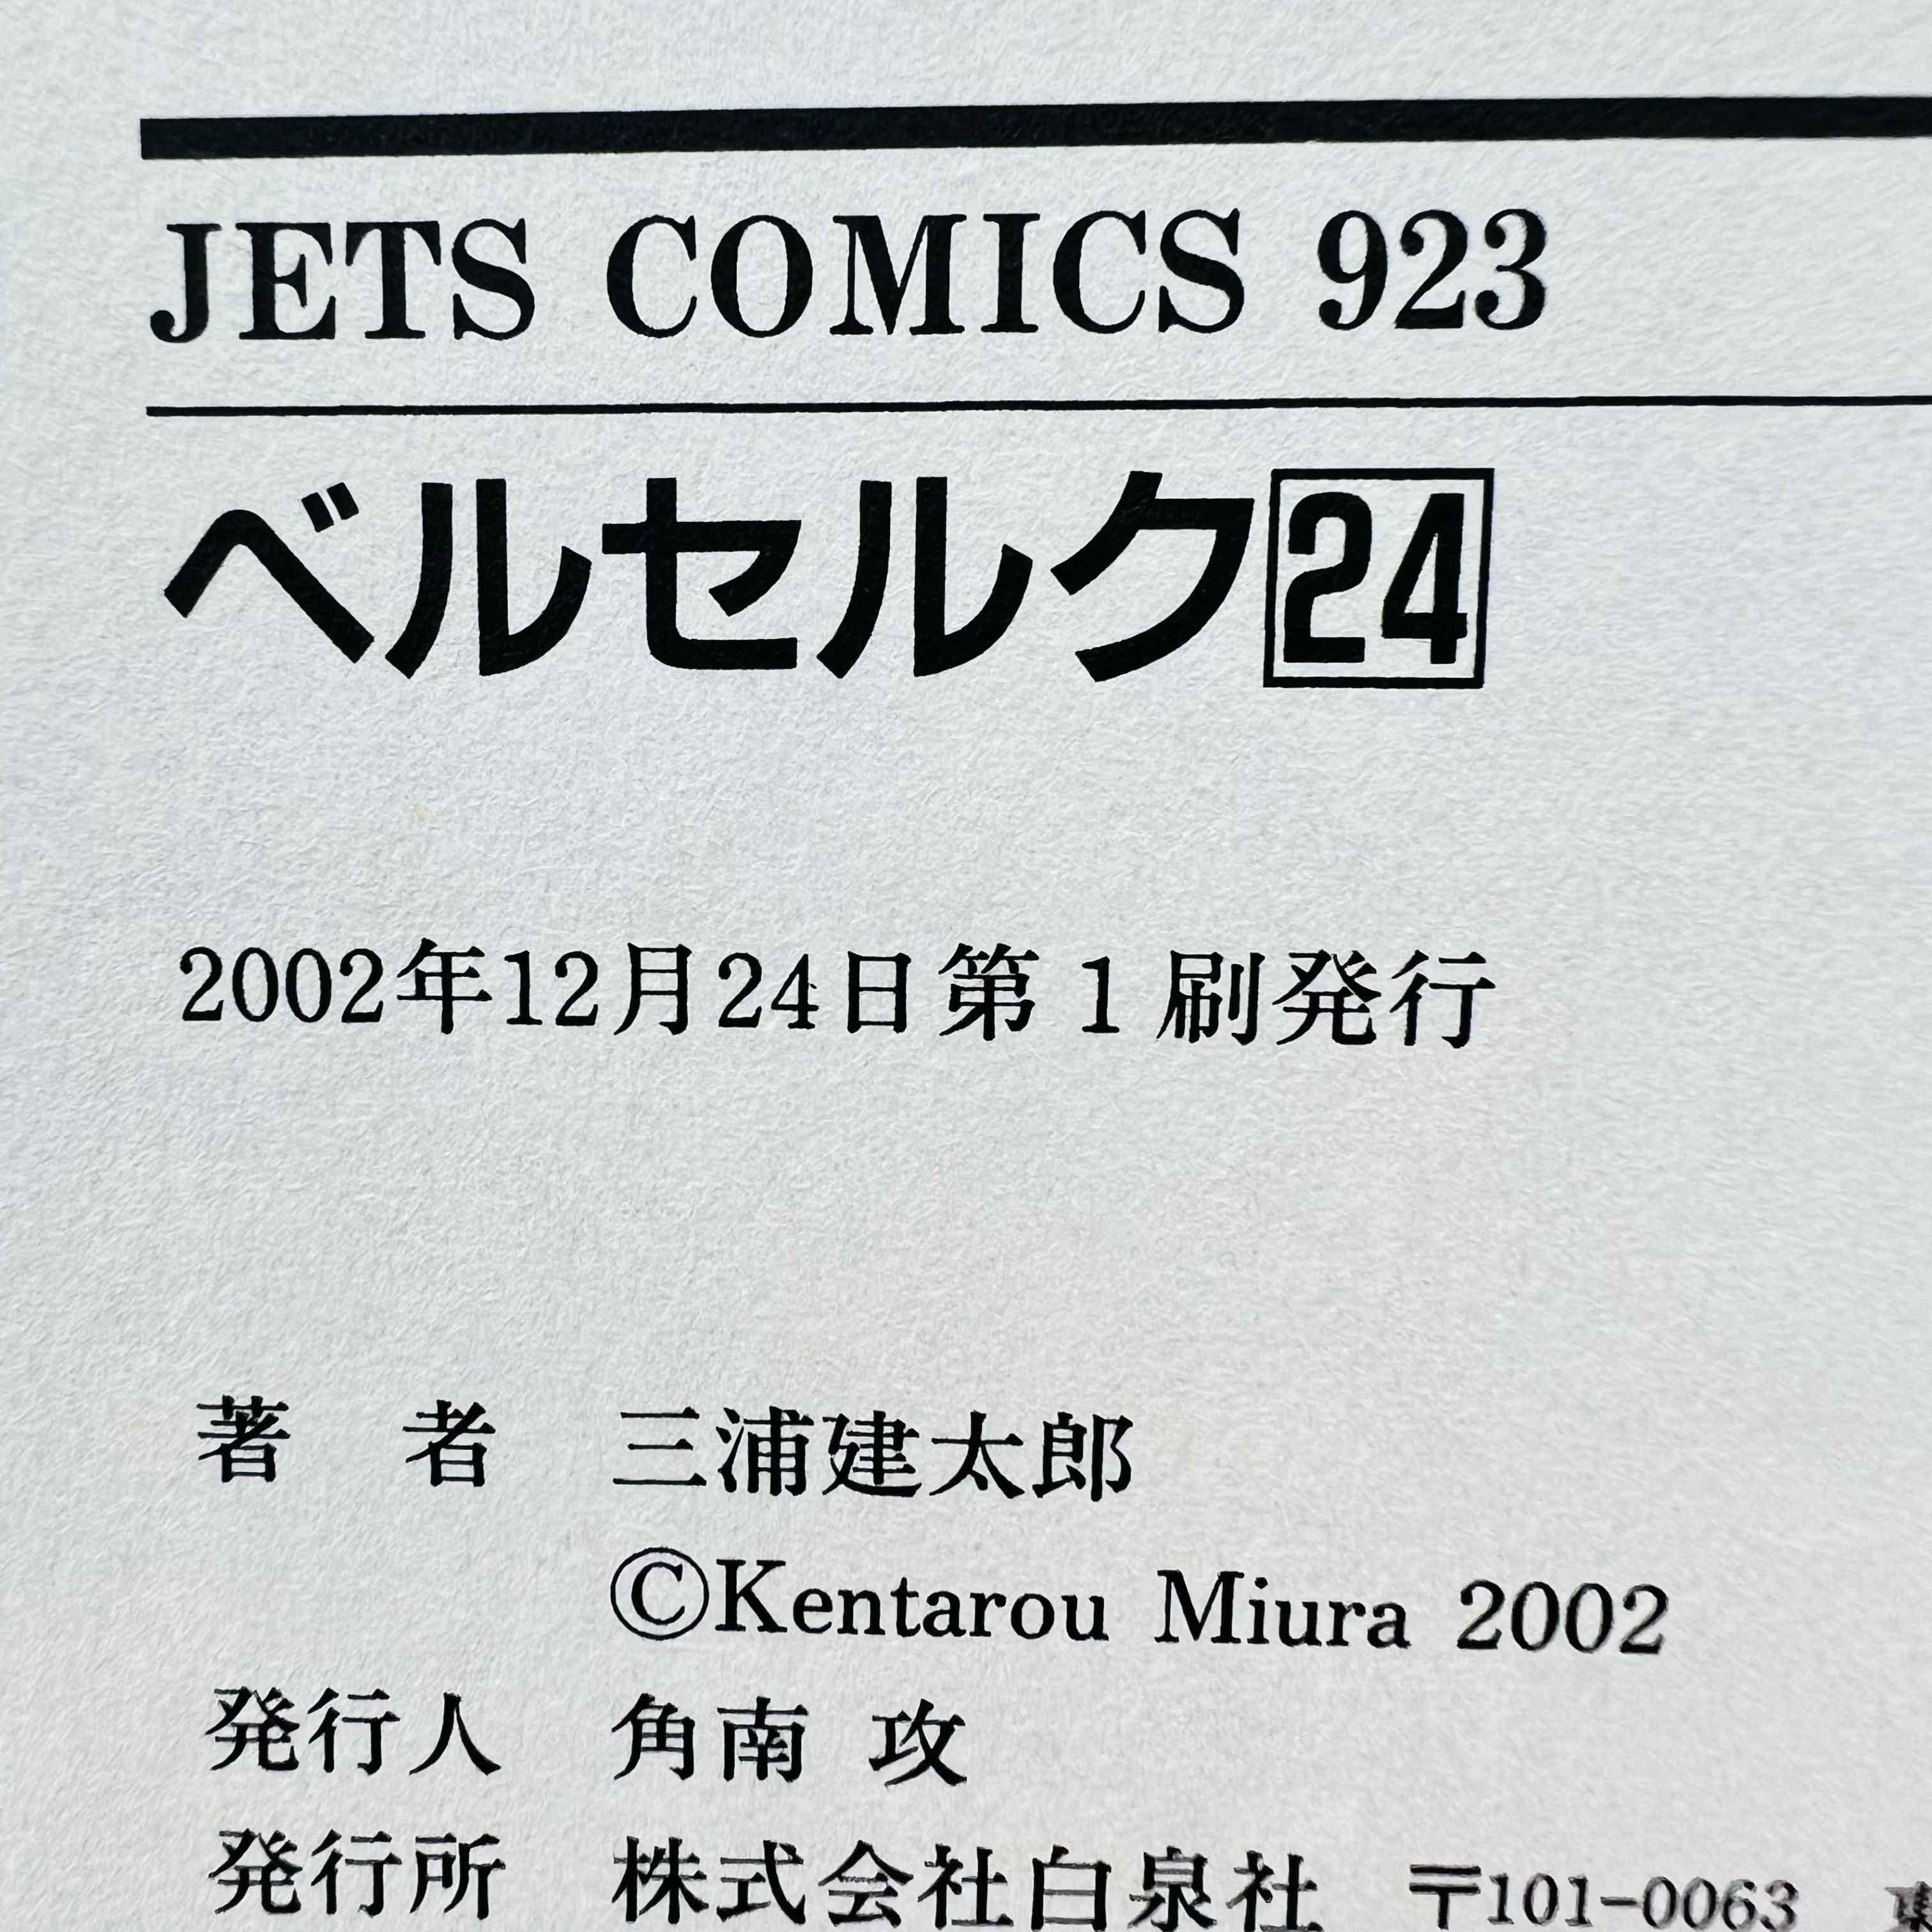 JETS COMICS 923
ベルセルク24
2002年12月24日第1刷発行
著 者 三浦建太郎
©Kentarou Miura 2002
発行人 角南 攻
発行所 株式会社白泉社 〒101-0063